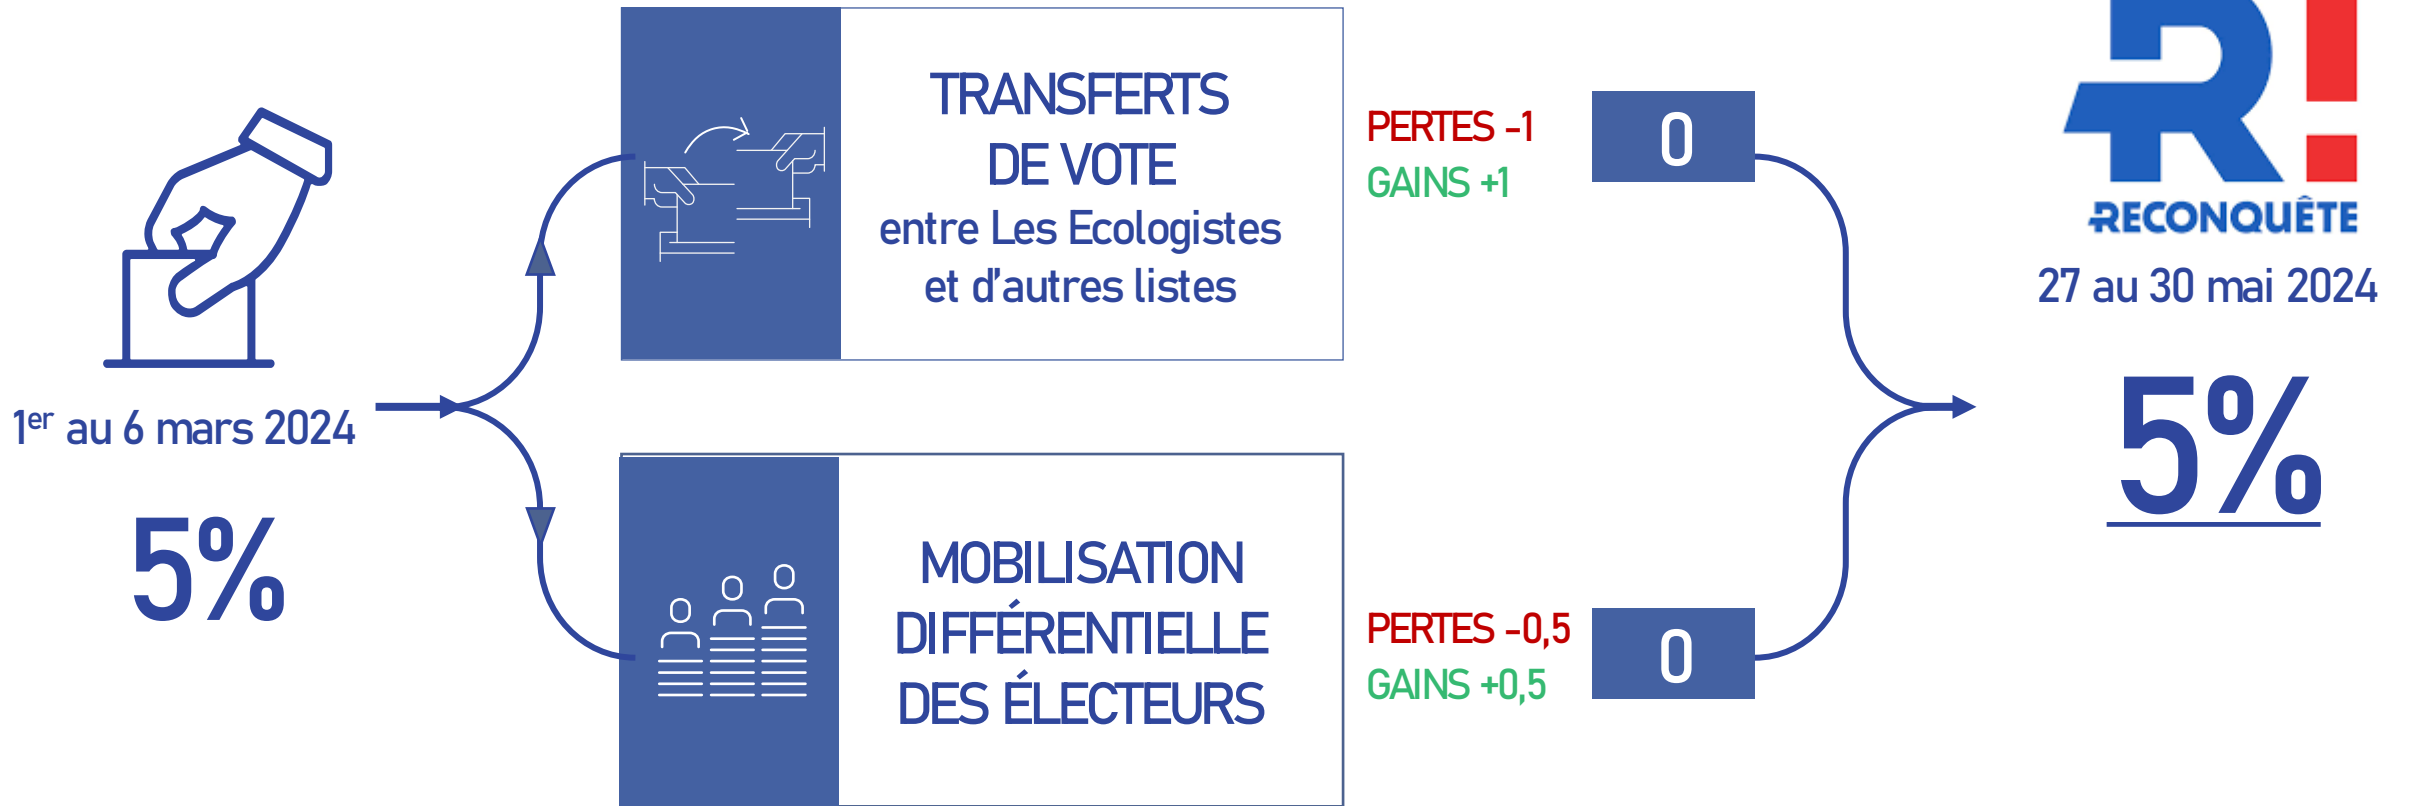 1er au 6 mars 2024
5%
TRANSFERTS
DE VOTE
entre Les Ecologistes
et d'autres listes
PERTES -1
GAINS +1
0
MOBILISATION
DIFFÉRENTIELLE
DES ÉLECTEURS
PERTES -0,5
GAINS +0,5
0
R!
RECONQUÊTE
27 au 30 mai 2024
5%